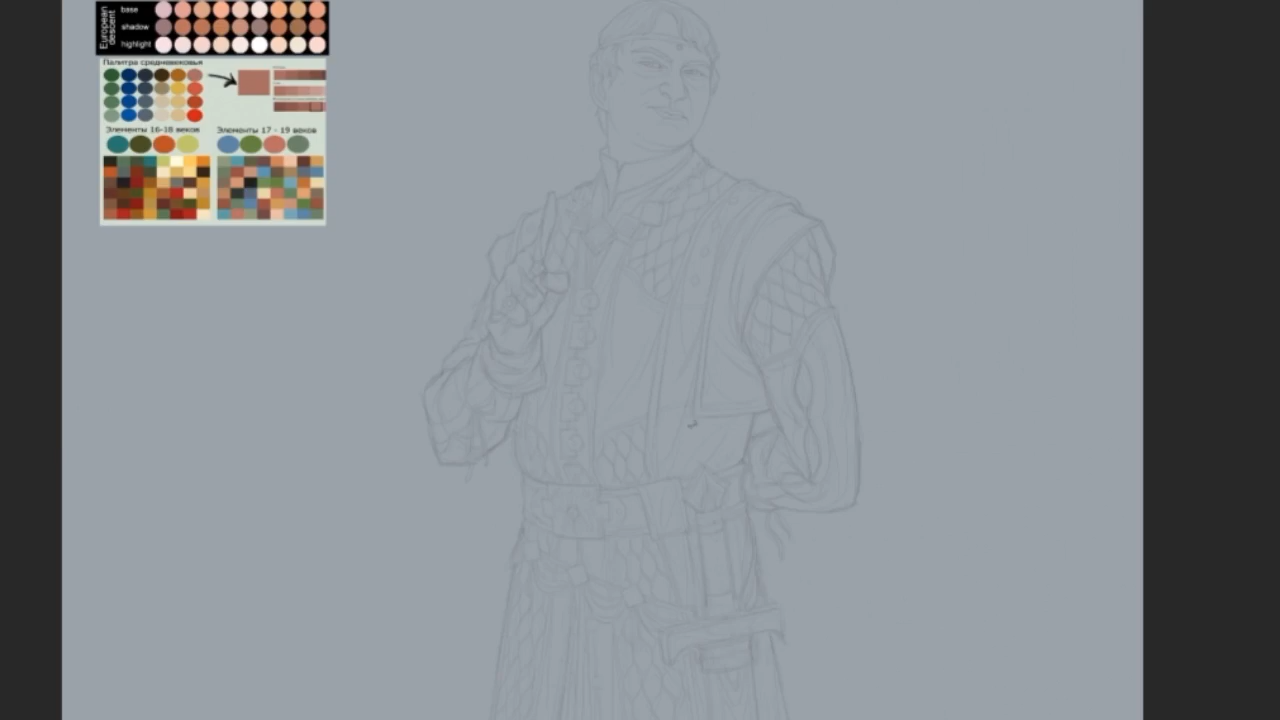 European
descent
base
shadow
highlight
Палитра средневековья
Элементы 16-18 веков
Элементы 17 - 19 веков